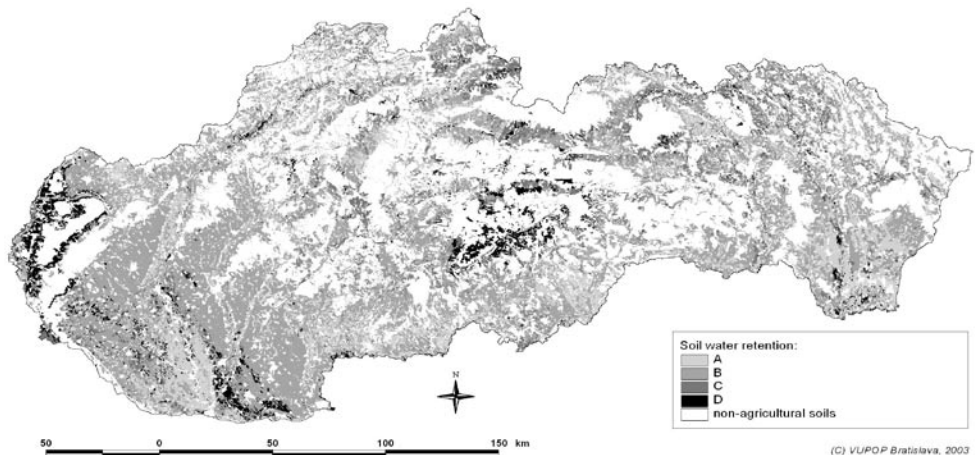 N
Soil water retention:
A
B
C
D
non-agricultural soils
50 0 50 100 150 km
(C) VUPOP Bratislava, 2003